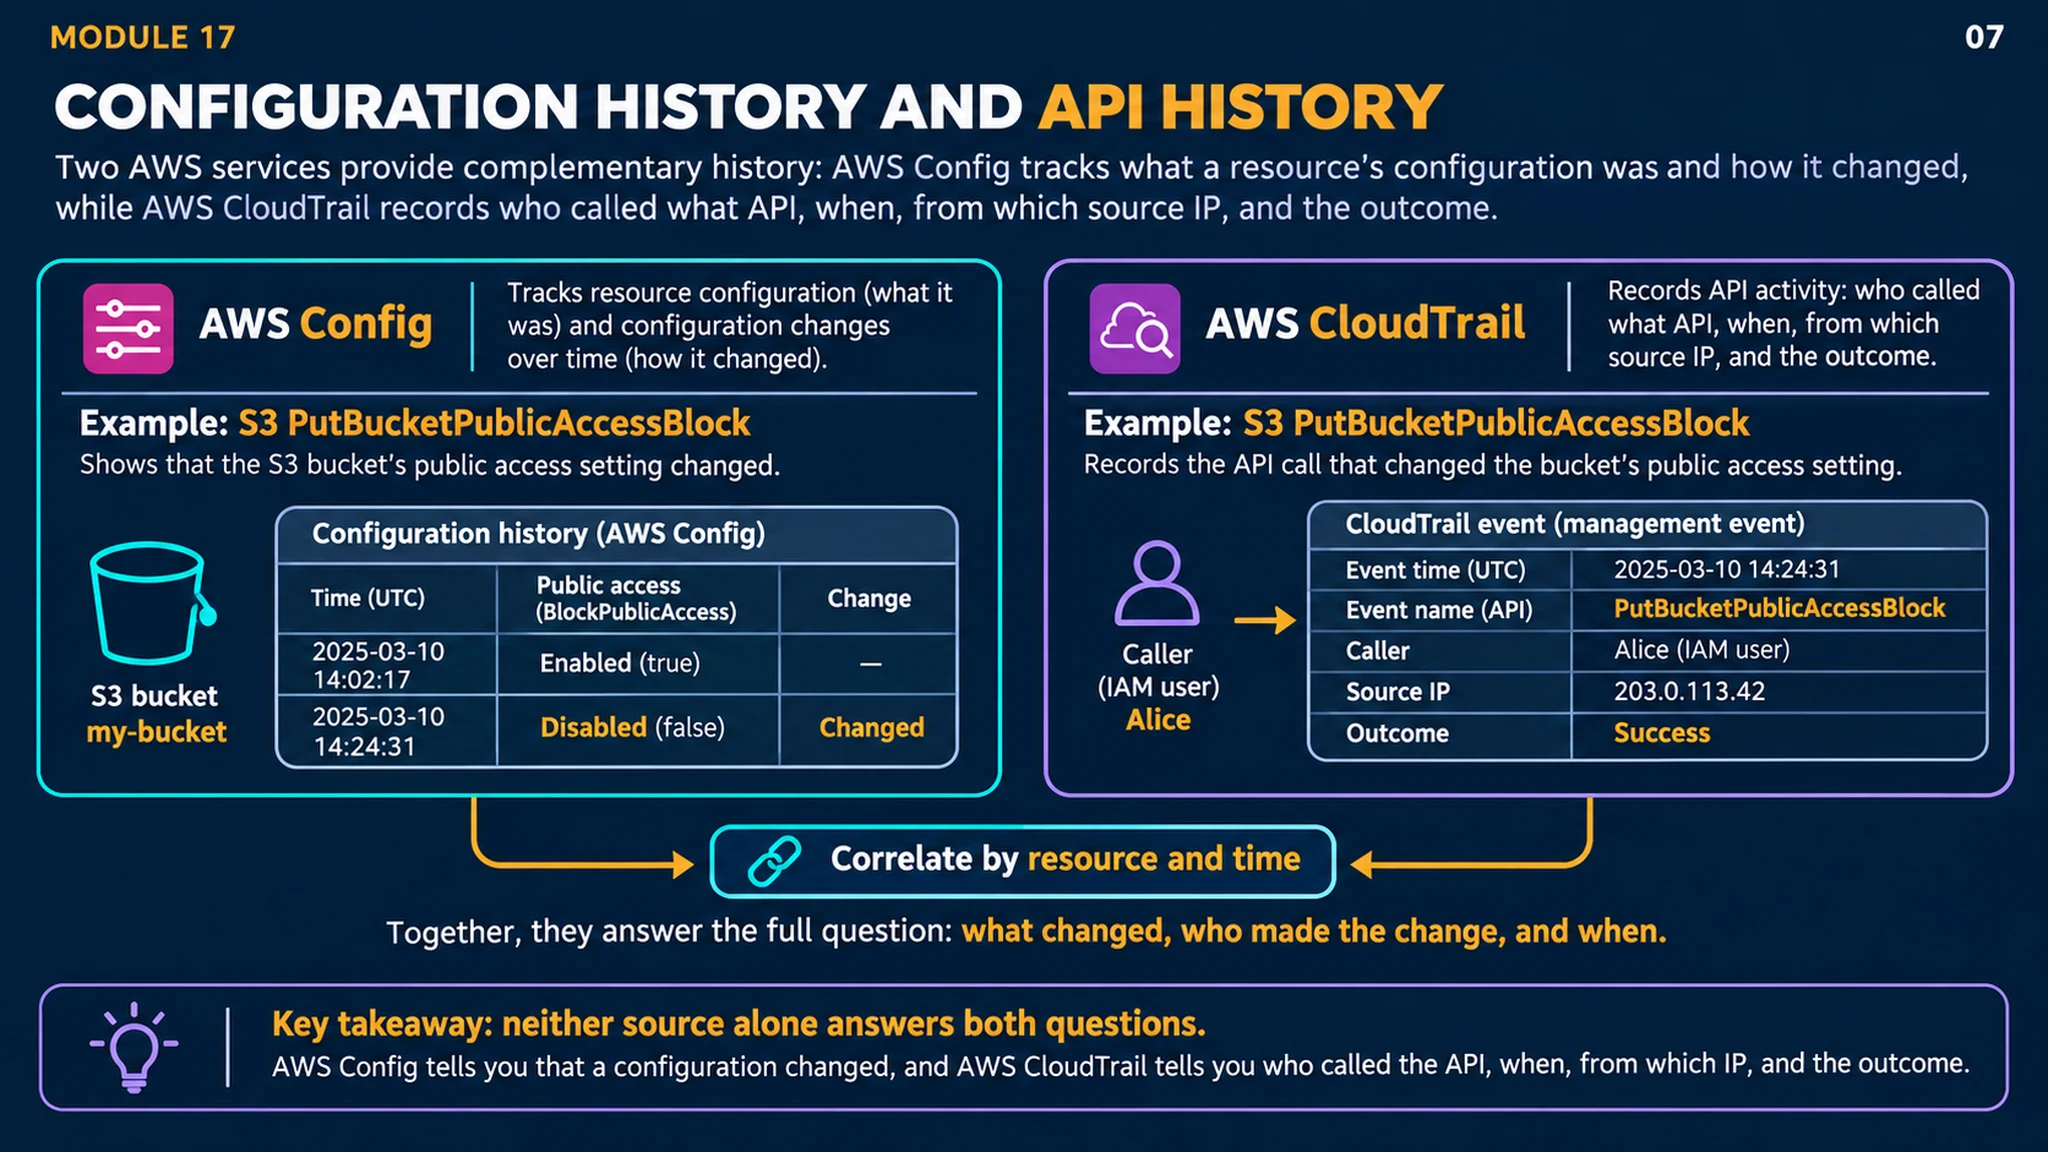 MODULE 17
07
CONFIGURATION HISTORY AND API HISTORY
Two AWS services provide complementary history: AWS Config tracks what a resource's configuration was and how it changed,
while AWS CloudTrail records who called what API, when, from which source IP, and the outcome.
AWS Config
Tracks resource configuration (what it
was) and configuration changes
over time (how it changed).
Example: S3 PutBucketPublicAccessBlock
Shows that the S3 bucket's public access setting changed.
S3 bucket
my-bucket
Configuration history (AWS Config)
Time (UTC)
Public access
(BlockPublicAccess)
Change
2025-03-10
14:02:17
Enabled (true)
—
2025-03-10
14:24:31
Disabled (false)
Changed
AWS CloudTrail
Records API activity: who called
what API, when, from which
source IP, and the outcome.
Example: S3 PutBucketPublicAccessBlock
Records the API call that changed the bucket's public access setting.
Caller
(IAM user)
Alice
CloudTrail event (management event)
Event time (UTC) 2025-03-10 14:24:31
Event name (API) PutBucketPublicAccessBlock
Caller Alice (IAM user)
Source IP 203.0.113.42
Outcome Success
Correlate by resource and time
Together, they answer the full question: what changed, who made the change, and when.
Key takeaway: neither source alone answers both questions.
AWS Config tells you that a configuration changed, and AWS CloudTrail tells you who called the API, when, from which IP, and the outcome.